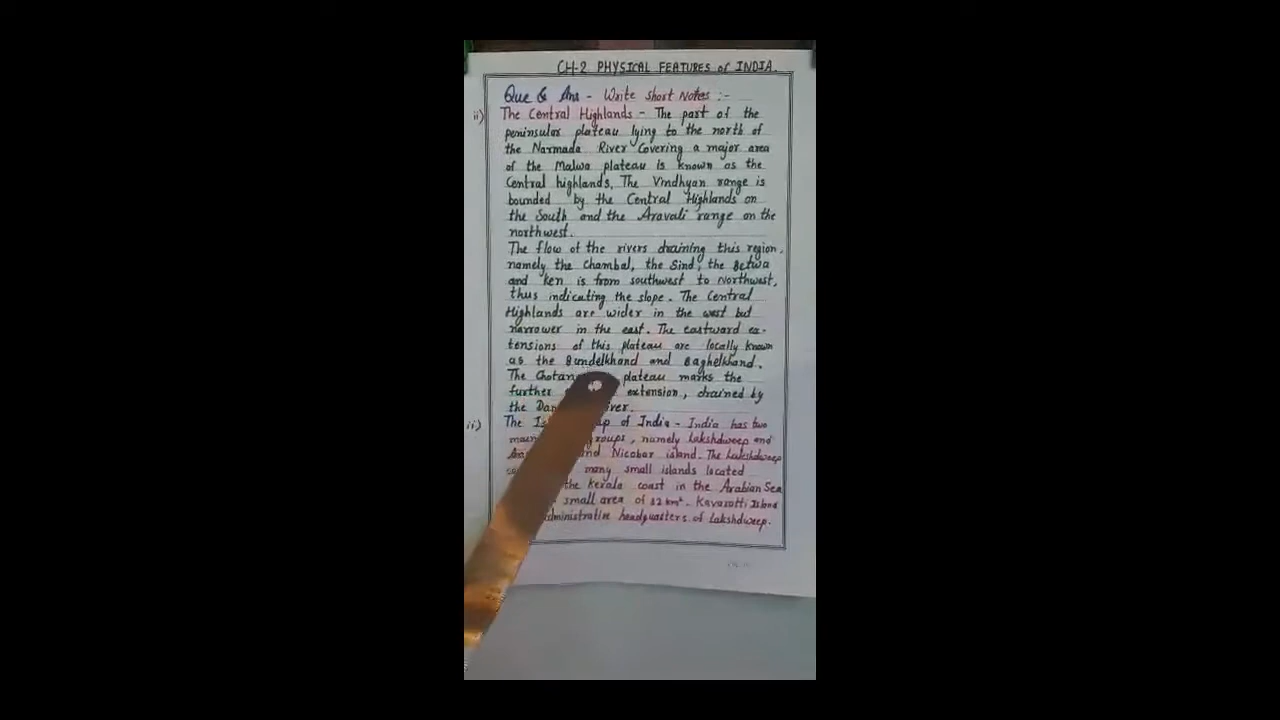 CH-2 PHYSICAL FEATURES of INDIA.
Que & Ans - Write Short Notes :-
ii) The Central Highlands - The part of the
peninsular plateau lying to the north of
the Narmada River Covering a major area
of the Malwa plateau is known as the
Central highlands. The Vindhyan range is
bounded by the Central Highlands on
the South and the Aravali range on the
northwest.
The flow of the rivers draining this region,
namely the Chambal, the Sind, the Betwa
and Ken is from southwest to Northwest,
thus indicating the slope. The Central
Highlands are wider in the west but
narrower in the east. The eastward ex-
tensions of this plateau are locally known
as the Bundelkhand and Baghelkhand.
The plateau marks the
further extension, drained by
the
iii) The of India - India has two
groups, namely Lakshdweep and
Nicobar island. The Lakshdweep
many small islands located
the Kerala coast in the Arabian Sea
small area of 32 km². Kavaratti Island
headquarters of Lakshdweep.